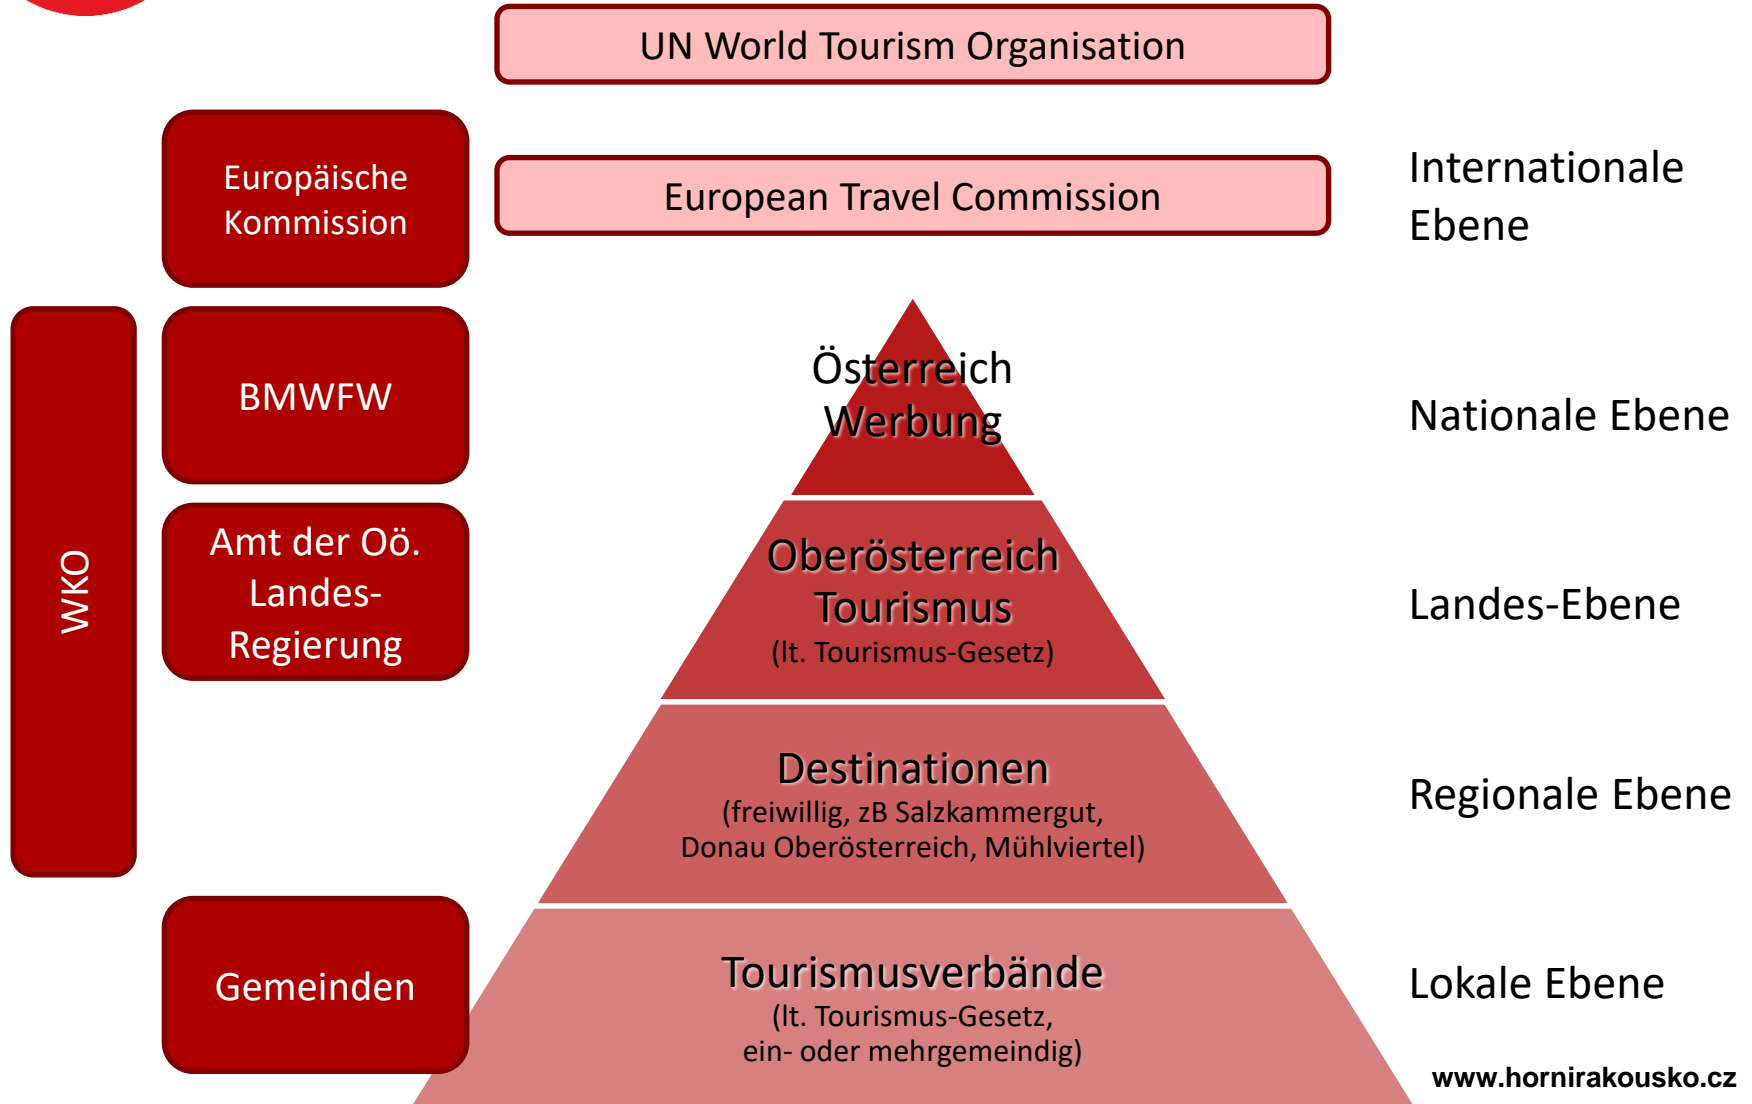 UN World Tourism Organisation
Europäische
Kommission
European Travel Commission
Internationale
Ebene
WKO
BMWFW
Österreich
Werbung
Nationale Ebene
Amt der Oö.
Landes-
Regierung
Oberösterreich
Tourismus
(lt. Tourismus-Gesetz)
Landes-Ebene
Destinationen
(freiwillig, zB Salzkammergut,
Donau Oberösterreich, Mühlviertel)
Regionale Ebene
Gemeinden
Tourismusverbände
(lt. Tourismus-Gesetz,
ein- oder mehrgemeindig)
Lokale Ebene
www.hornirakousko.cz